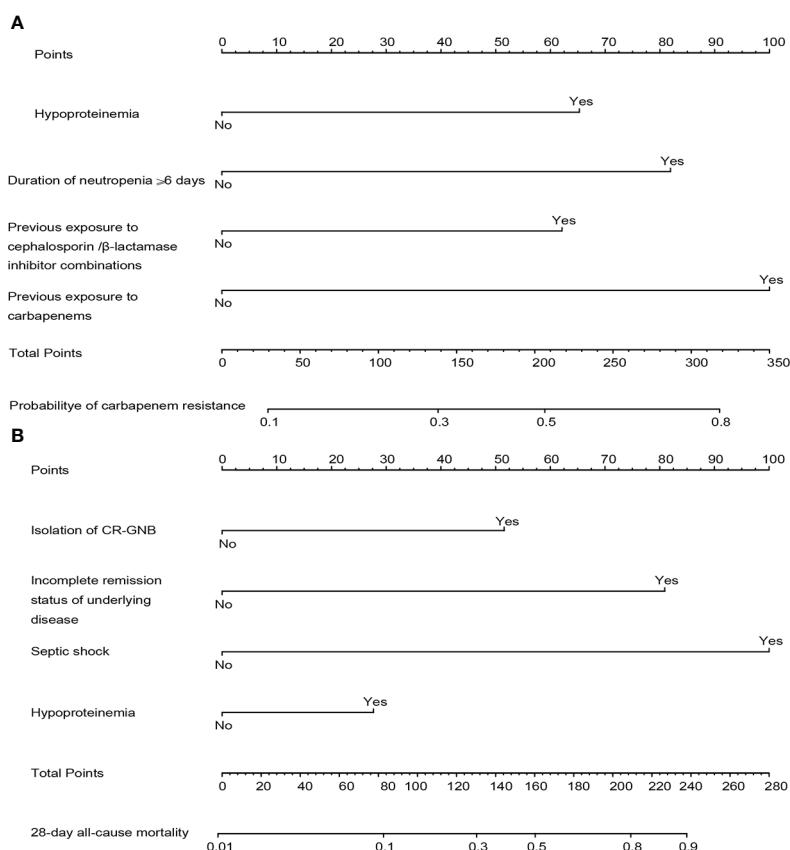 A
Points
0 10 20 30 40 50 60 70 80 90 100
Hypoproteinemia
Yes
No
Duration of neutropenia ⩾6 days
Yes
No
Previous exposure to
cephalosporin /β-lactamase
inhibitor combinations
Yes
No
Previous exposure to
carbapenems
Yes
No
Total Points
0 50 100 150 200 250 300 350
Probabilitye of carbapenem resistance
0.1 0.3 0.5 0.8
B
Points
0 10 20 30 40 50 60 70 80 90 100
Isolation of CR-GNB
Yes
No
Incomplete remission
status of underlying
disease
Yes
No
Septic shock
Yes
No
Hypoproteinemia
Yes
No
Total Points
0 20 40 60 80 100 120 140 160 180 200 220 240 260 280
28-day all-cause mortality
0.01 0.1 0.3 0.5 0.8 0.9